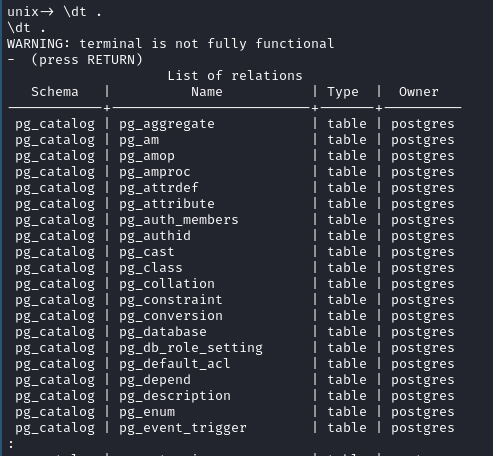 unix-> \dt .
\dt .
WARNING: terminal is not fully functional
-  (press RETURN)
List of relations
Schema | Name | Type | Owner
pg_catalog | pg_aggregate | table | postgres
pg_catalog | pg_am | table | postgres
pg_catalog | pg_amop | table | postgres
pg_catalog | pg_amproc | table | postgres
pg_catalog | pg_attrdef | table | postgres
pg_catalog | pg_attribute | table | postgres
pg_catalog | pg_auth_members | table | postgres
pg_catalog | pg_authid | table | postgres
pg_catalog | pg_cast | table | postgres
pg_catalog | pg_class | table | postgres
pg_catalog | pg_collation | table | postgres
pg_catalog | pg_constraint | table | postgres
pg_catalog | pg_conversion | table | postgres
pg_catalog | pg_database | table | postgres
pg_catalog | pg_db_role_setting | table | postgres
pg_catalog | pg_default_acl | table | postgres
pg_catalog | pg_depend | table | postgres
pg_catalog | pg_description | table | postgres
pg_catalog | pg_enum | table | postgres
pg_catalog | pg_event_trigger | table | postgres
: